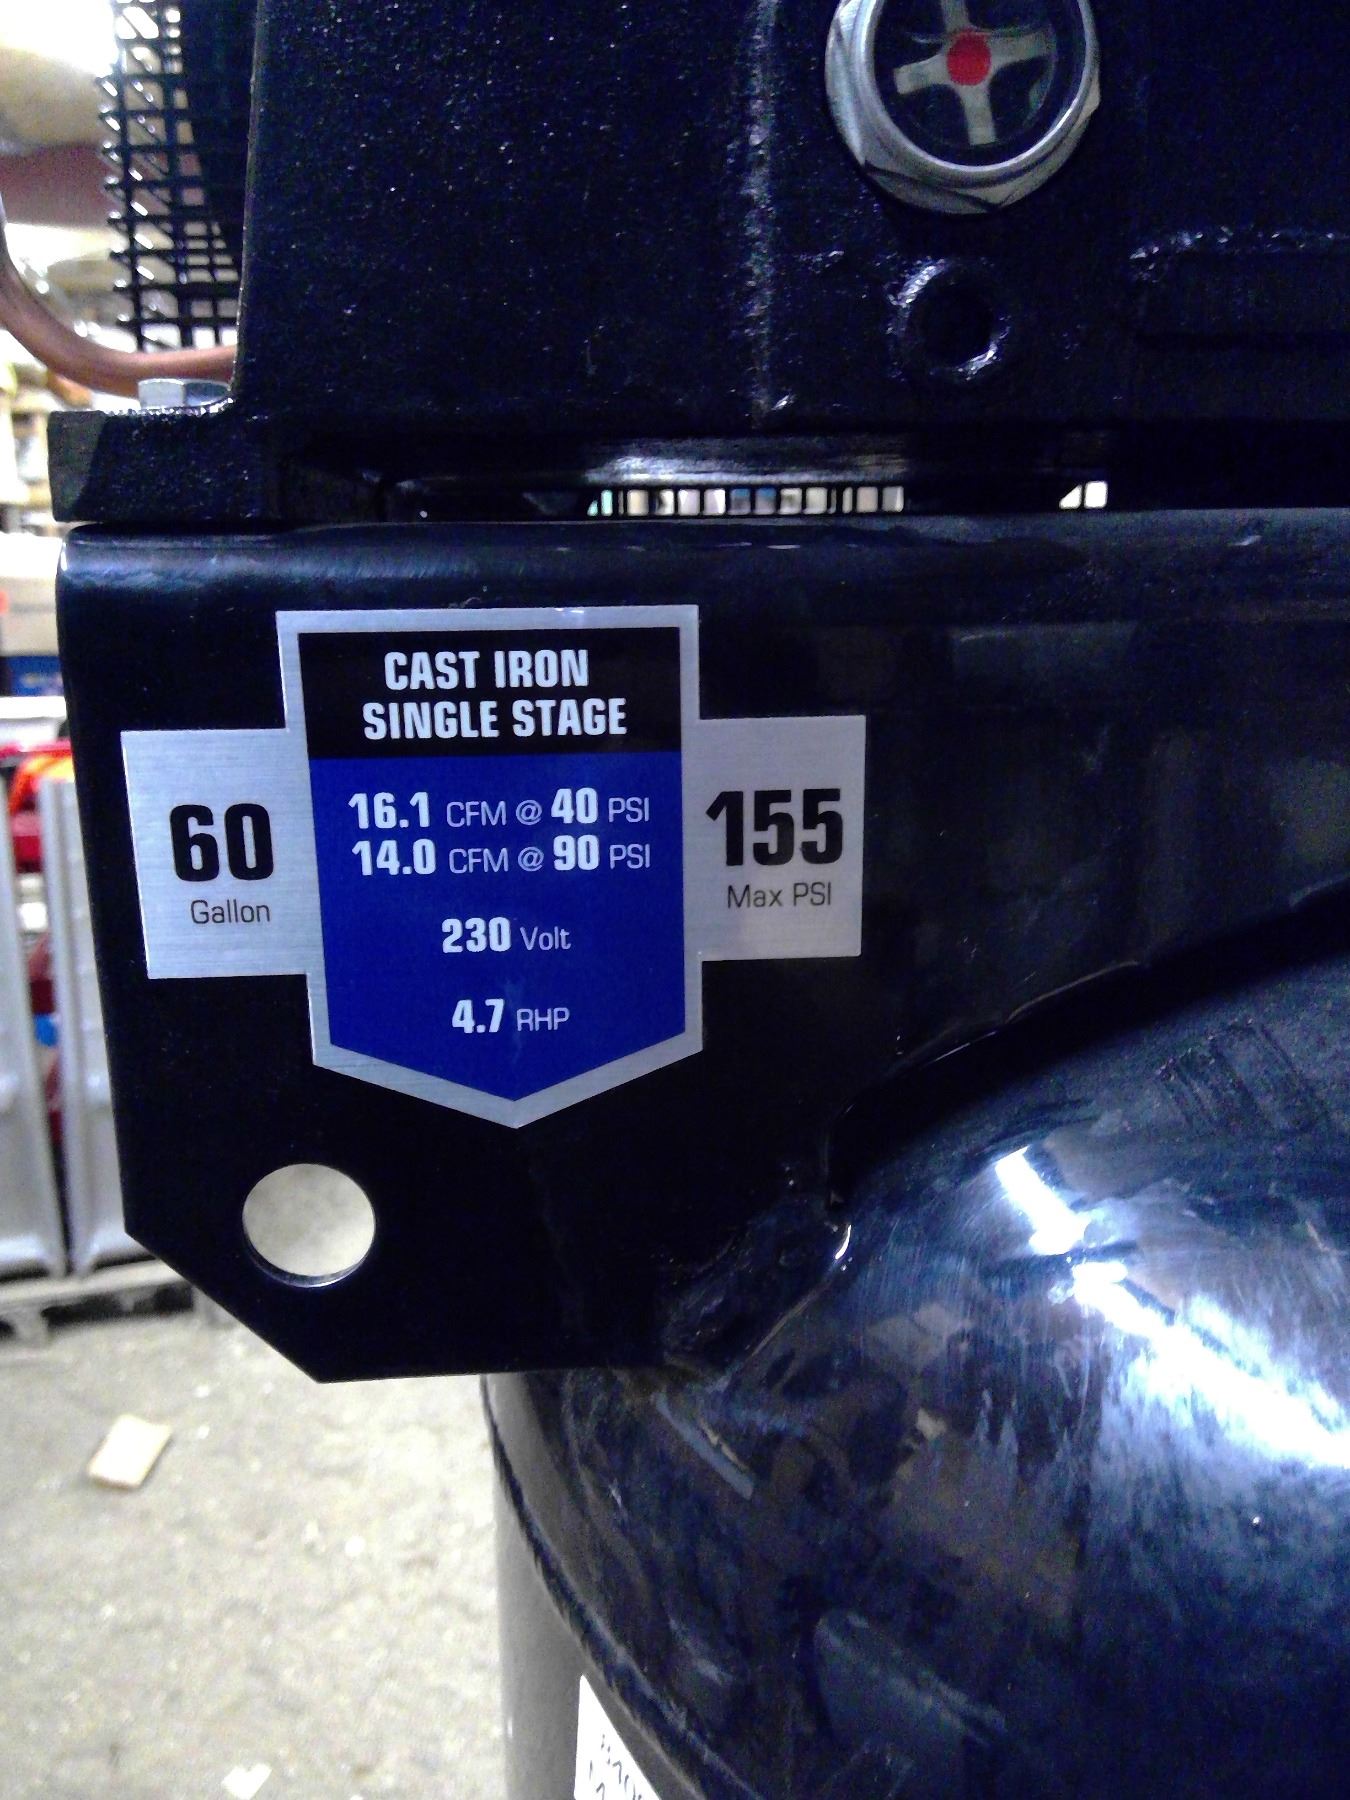 CAST IRON
SINGLE STAGE
60
Gallon
16.1 CFM @ 40 PSI
14.0 CFM @ 90 PSI
230 Volt
4.7 RHP
155
Max PSI